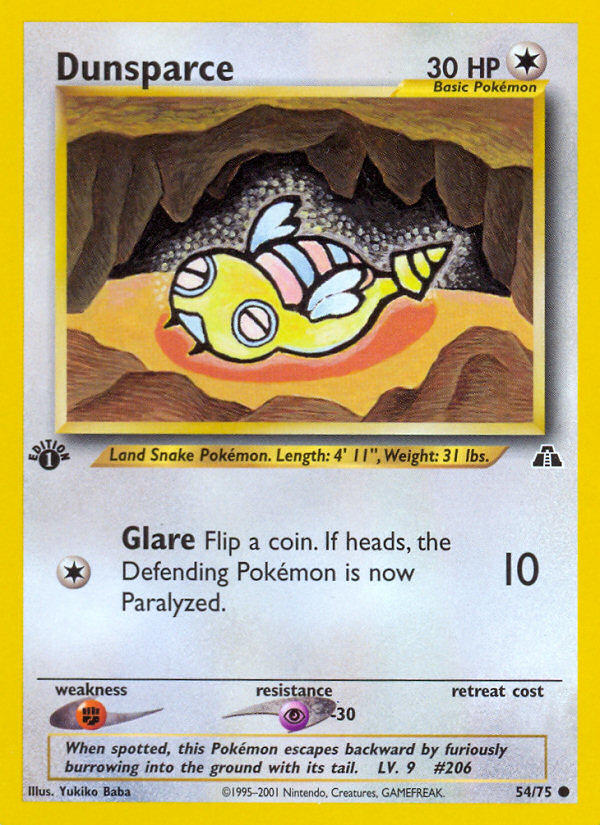 Dunsparce
30 HP
Basic Pokémon
EDITION
1
Land Snake Pokémon. Length: 4' 11", Weight: 31 lbs.
Glare Flip a coin. If heads, the
Defending Pokémon is now
Paralyzed.
10
weakness
resistance
retreat cost
-30
When spotted, this Pokémon escapes backward by furiously
burrowing into the ground with its tail. LV. 9 #206
Illus. Yukiko Baba
©1995–2001 Nintendo, Creatures, GAMEFREAK.
54/75